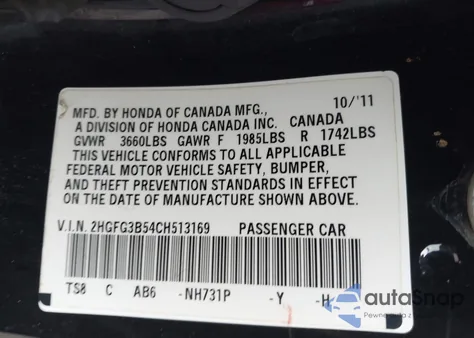 MFD. BY HONDA OF CANADA MFG., 10/'11
A DIVISION OF HONDA CANADA INC. CANADA
GVWR 3660LBS GAWR F 1985LBS R 1742LBS
THIS VEHICLE CONFORMS TO ALL APPLICABLE
FEDERAL MOTOR VEHICLE SAFETY, BUMPER,
AND THEFT PREVENTION STANDARDS IN EFFECT
ON THE DATE OF MANUFACTURE SHOWN ABOVE.
V.I.N. 2HGFG3B54CH513169 PASSENGER CAR
TS8 C AB6 -NH731P -Y -H
autoSnap